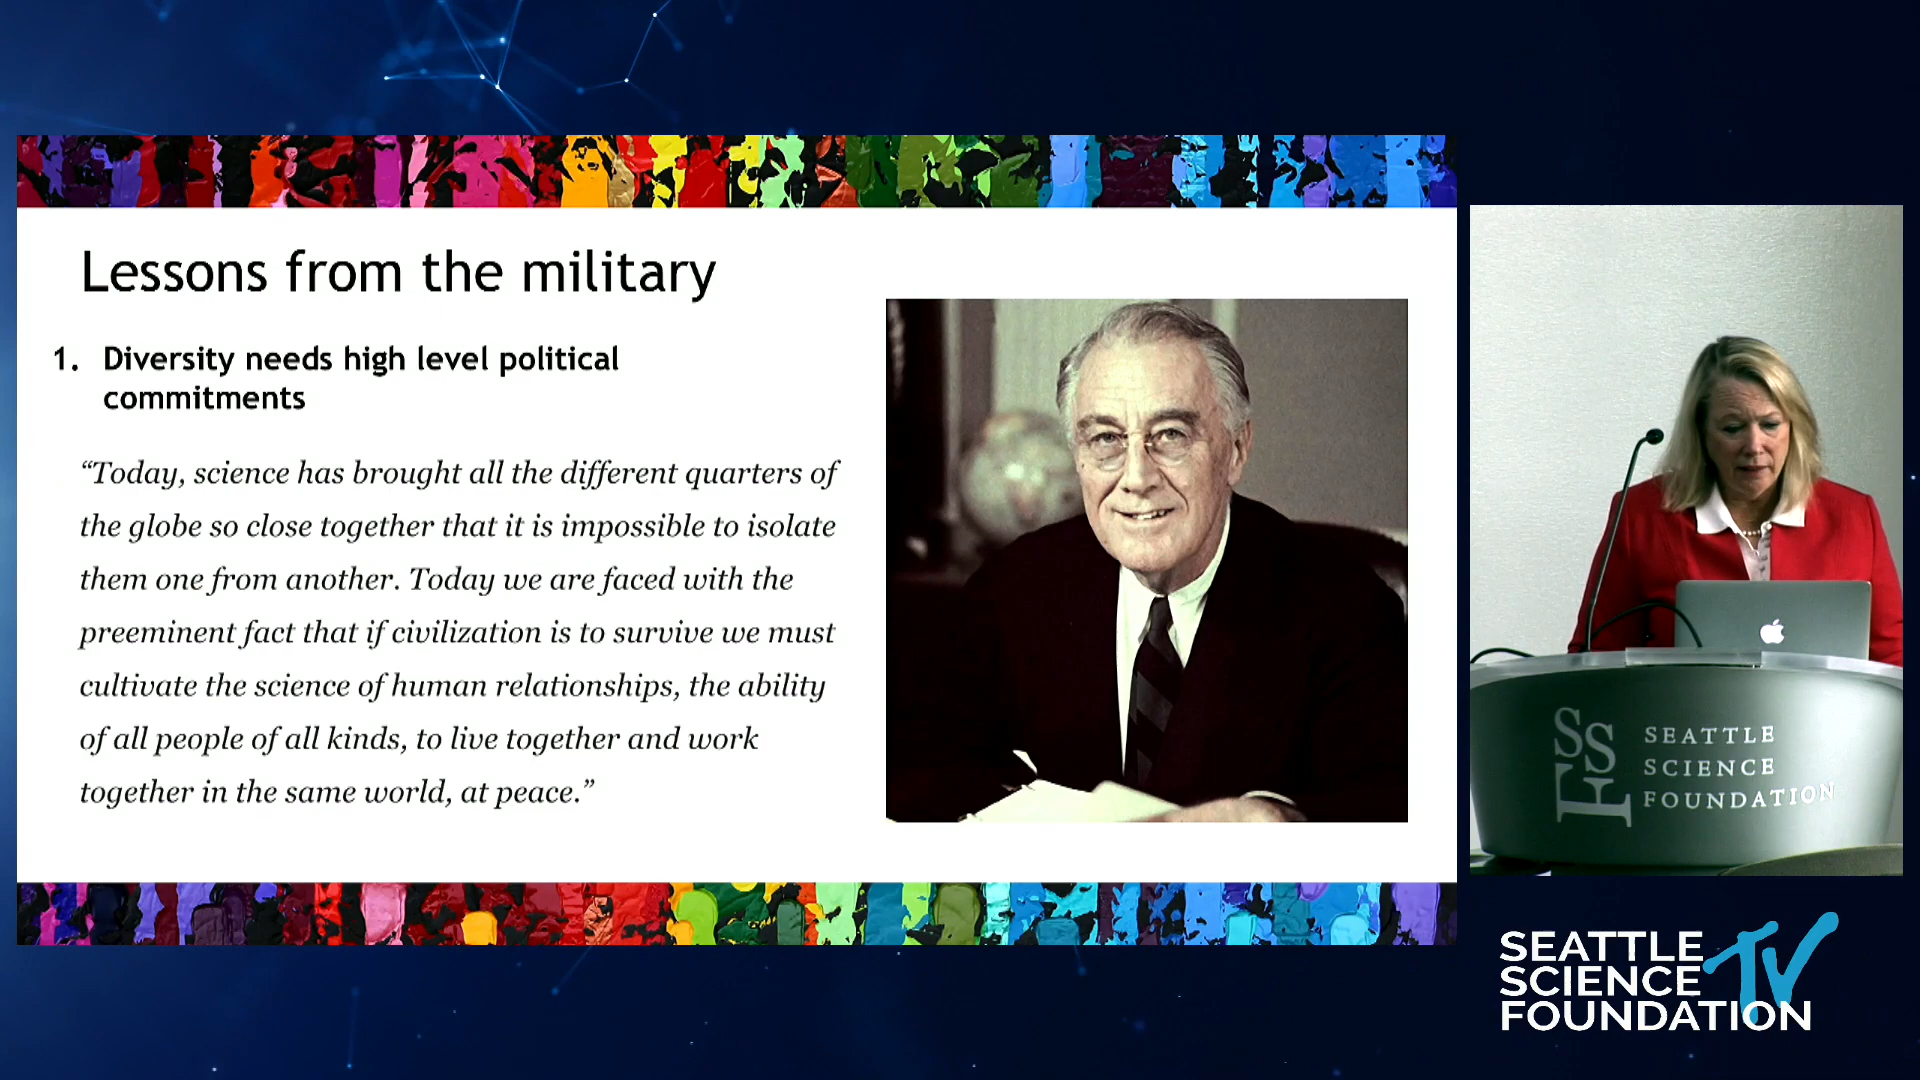 Lessons from the military
1. Diversity needs high level political
commitments
“Today, science has brought all the different quarters of
the globe so close together that it is impossible to isolate
them one from another. Today we are faced with the
preeminent fact that if civilization is to survive we must
cultivate the science of human relationships, the ability
of all people of all kinds, to live together and work
together in the same world, at peace.”
SSF
SEATTLE
SCIENCE
FOUNDATION
SEATTLE
SCIENCE TV
FOUNDATION